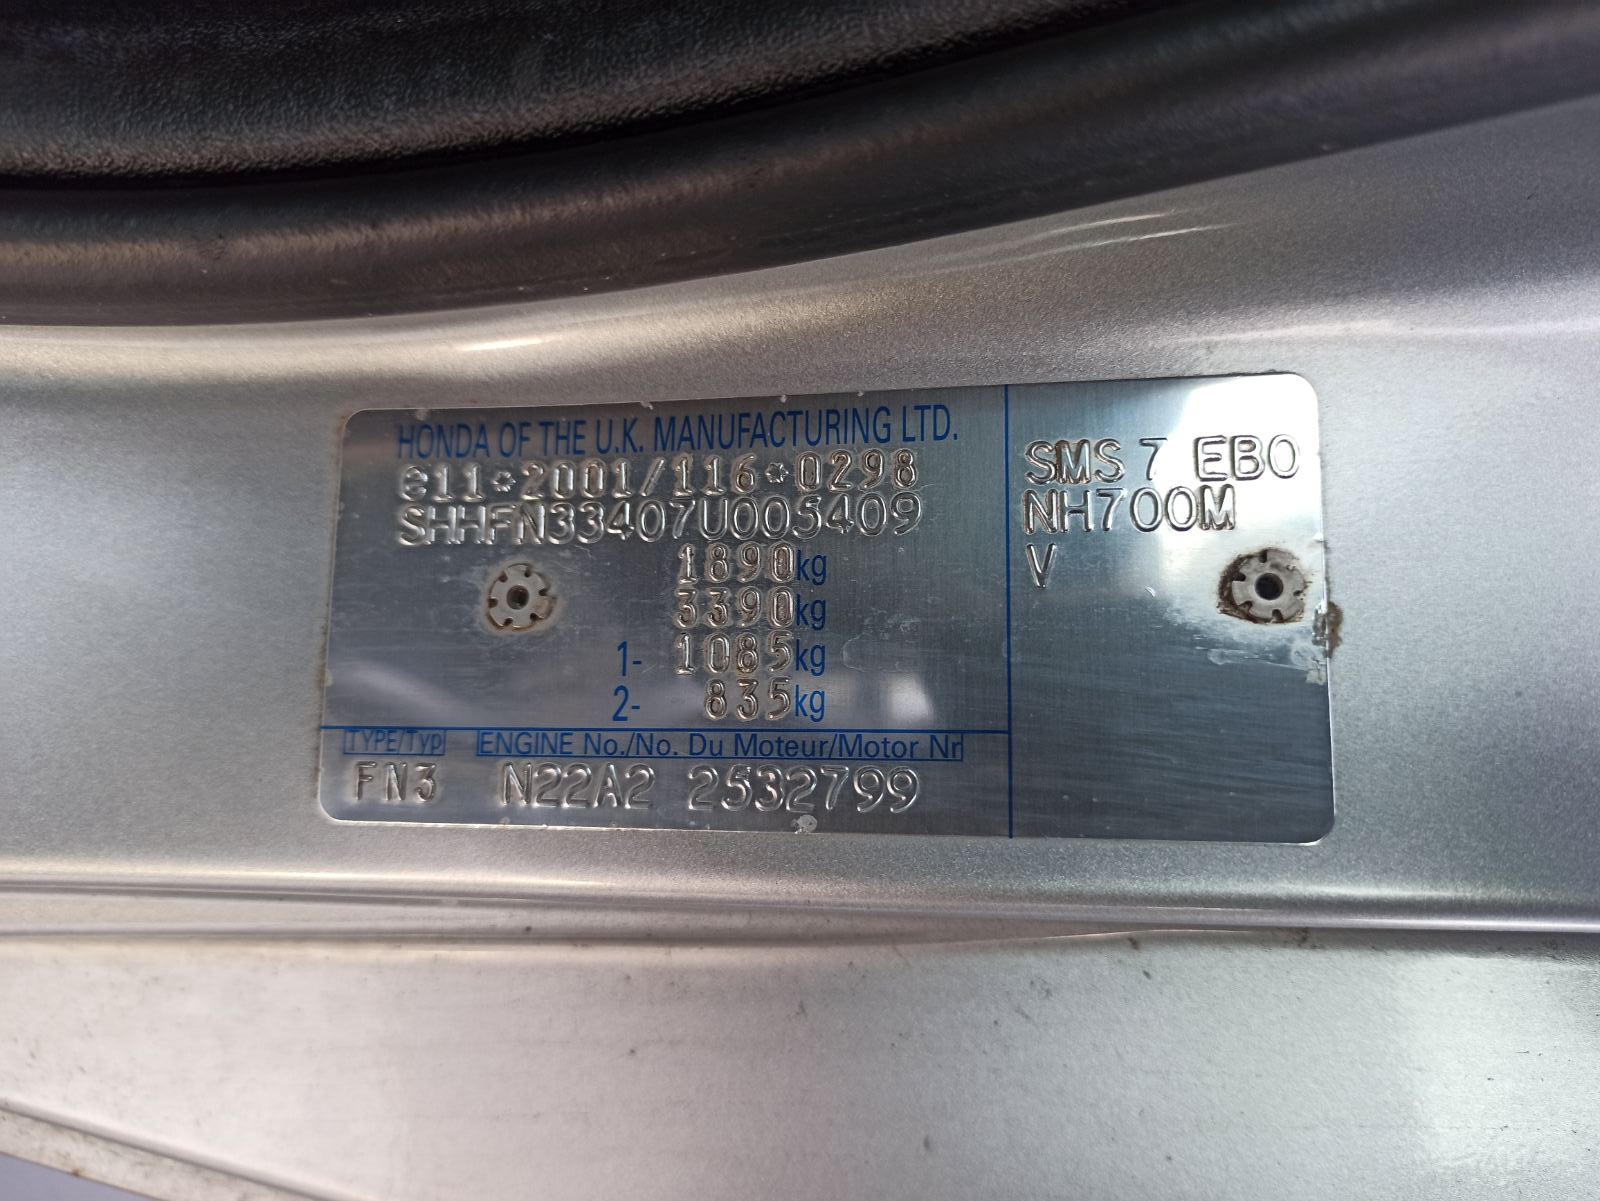 HONDA OF THE U.K. MANUFACTURING LTD.
e11*2001/116*0298
SHHFN33407U005409
1890kg
3390kg
1- 1085kg
2- 835kg
TYPE/Typ ENGINE No./No. Du Moteur/Motor Nr
FN3 N22A2 2532799
SMS 7 EB0
NH700M
V